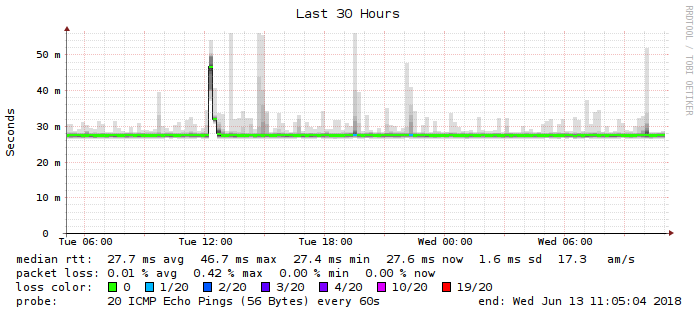 Last 30 Hours
RRDTOOL / TOBI OETIKER
Seconds
50 m
40 m
30 m
20 m
10 m
0
Tue 06:00 Tue 12:00 Tue 18:00 Wed 00:00 Wed 06:00
median rtt: 27.7 ms avg 46.7 ms max 27.4 ms min 27.6 ms now 1.6 ms sd 17.3 am/s
packet loss: 0.01 % avg 0.42 % max 0.00 % min 0.00 % now
loss color: 0 1/20 2/20 3/20 4/20 10/20 19/20
probe: 20 ICMP Echo Pings (56 Bytes) every 60s end: Wed Jun 13 11:05:04 2018